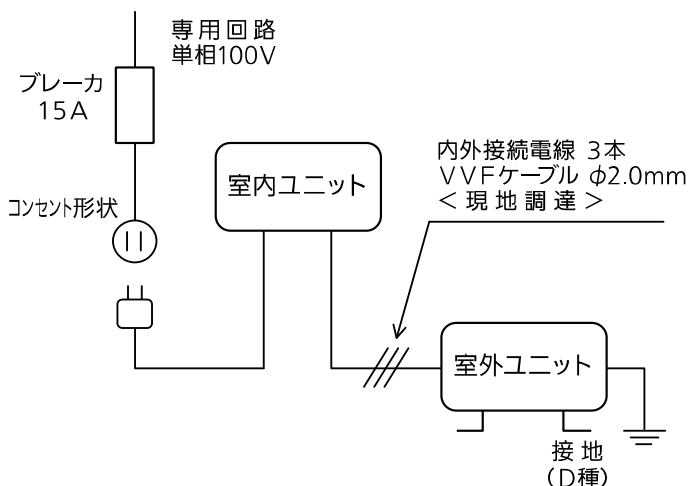 専用回路
単相100V
ブレーカ
15A
コンセント形状
室内ユニット
内外接続電線 3本
VVFケーブル φ2.0mm
＜現地調達＞
室外ユニット
接地
(D種)